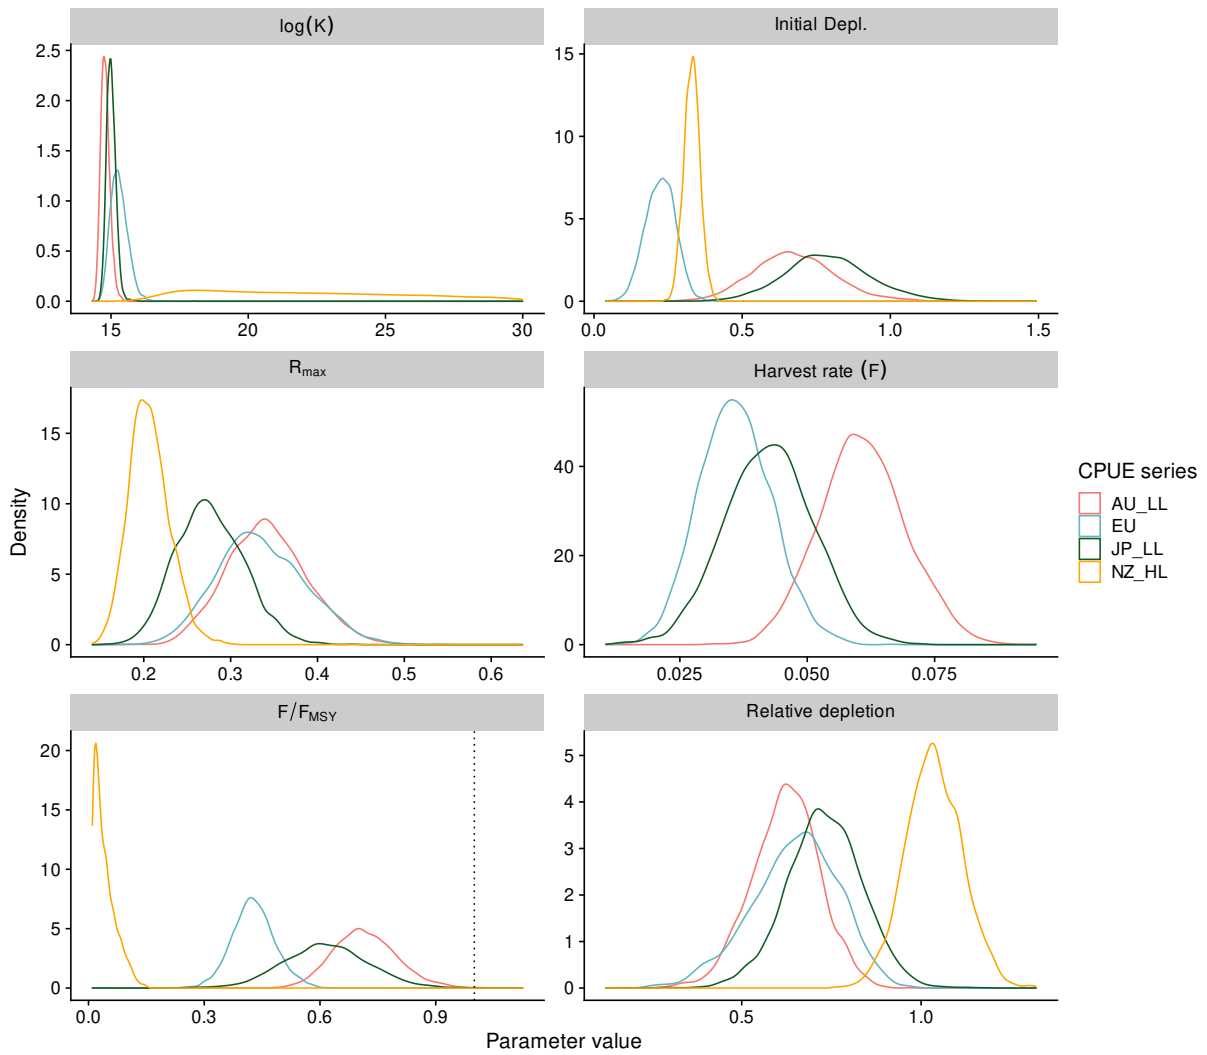 log(K)
Initial Depl.
2.5
2.0
1.5
1.0
0.5
0.0
15 20 25 30
15
10
5
0
0.0 0.5 1.0 1.5
R_max
Harvest rate (F)
15
10
5
0
0.2 0.3 0.4 0.5 0.6
40
20
0
0.025 0.050 0.075
F/F_MSY
Relative depletion
20
15
10
5
0
0.0 0.3 0.6 0.9
5
4
3
2
1
0
0.5 1.0
Density
Parameter value
CPUE series
AU_LL
EU
JP_LL
NZ_HL